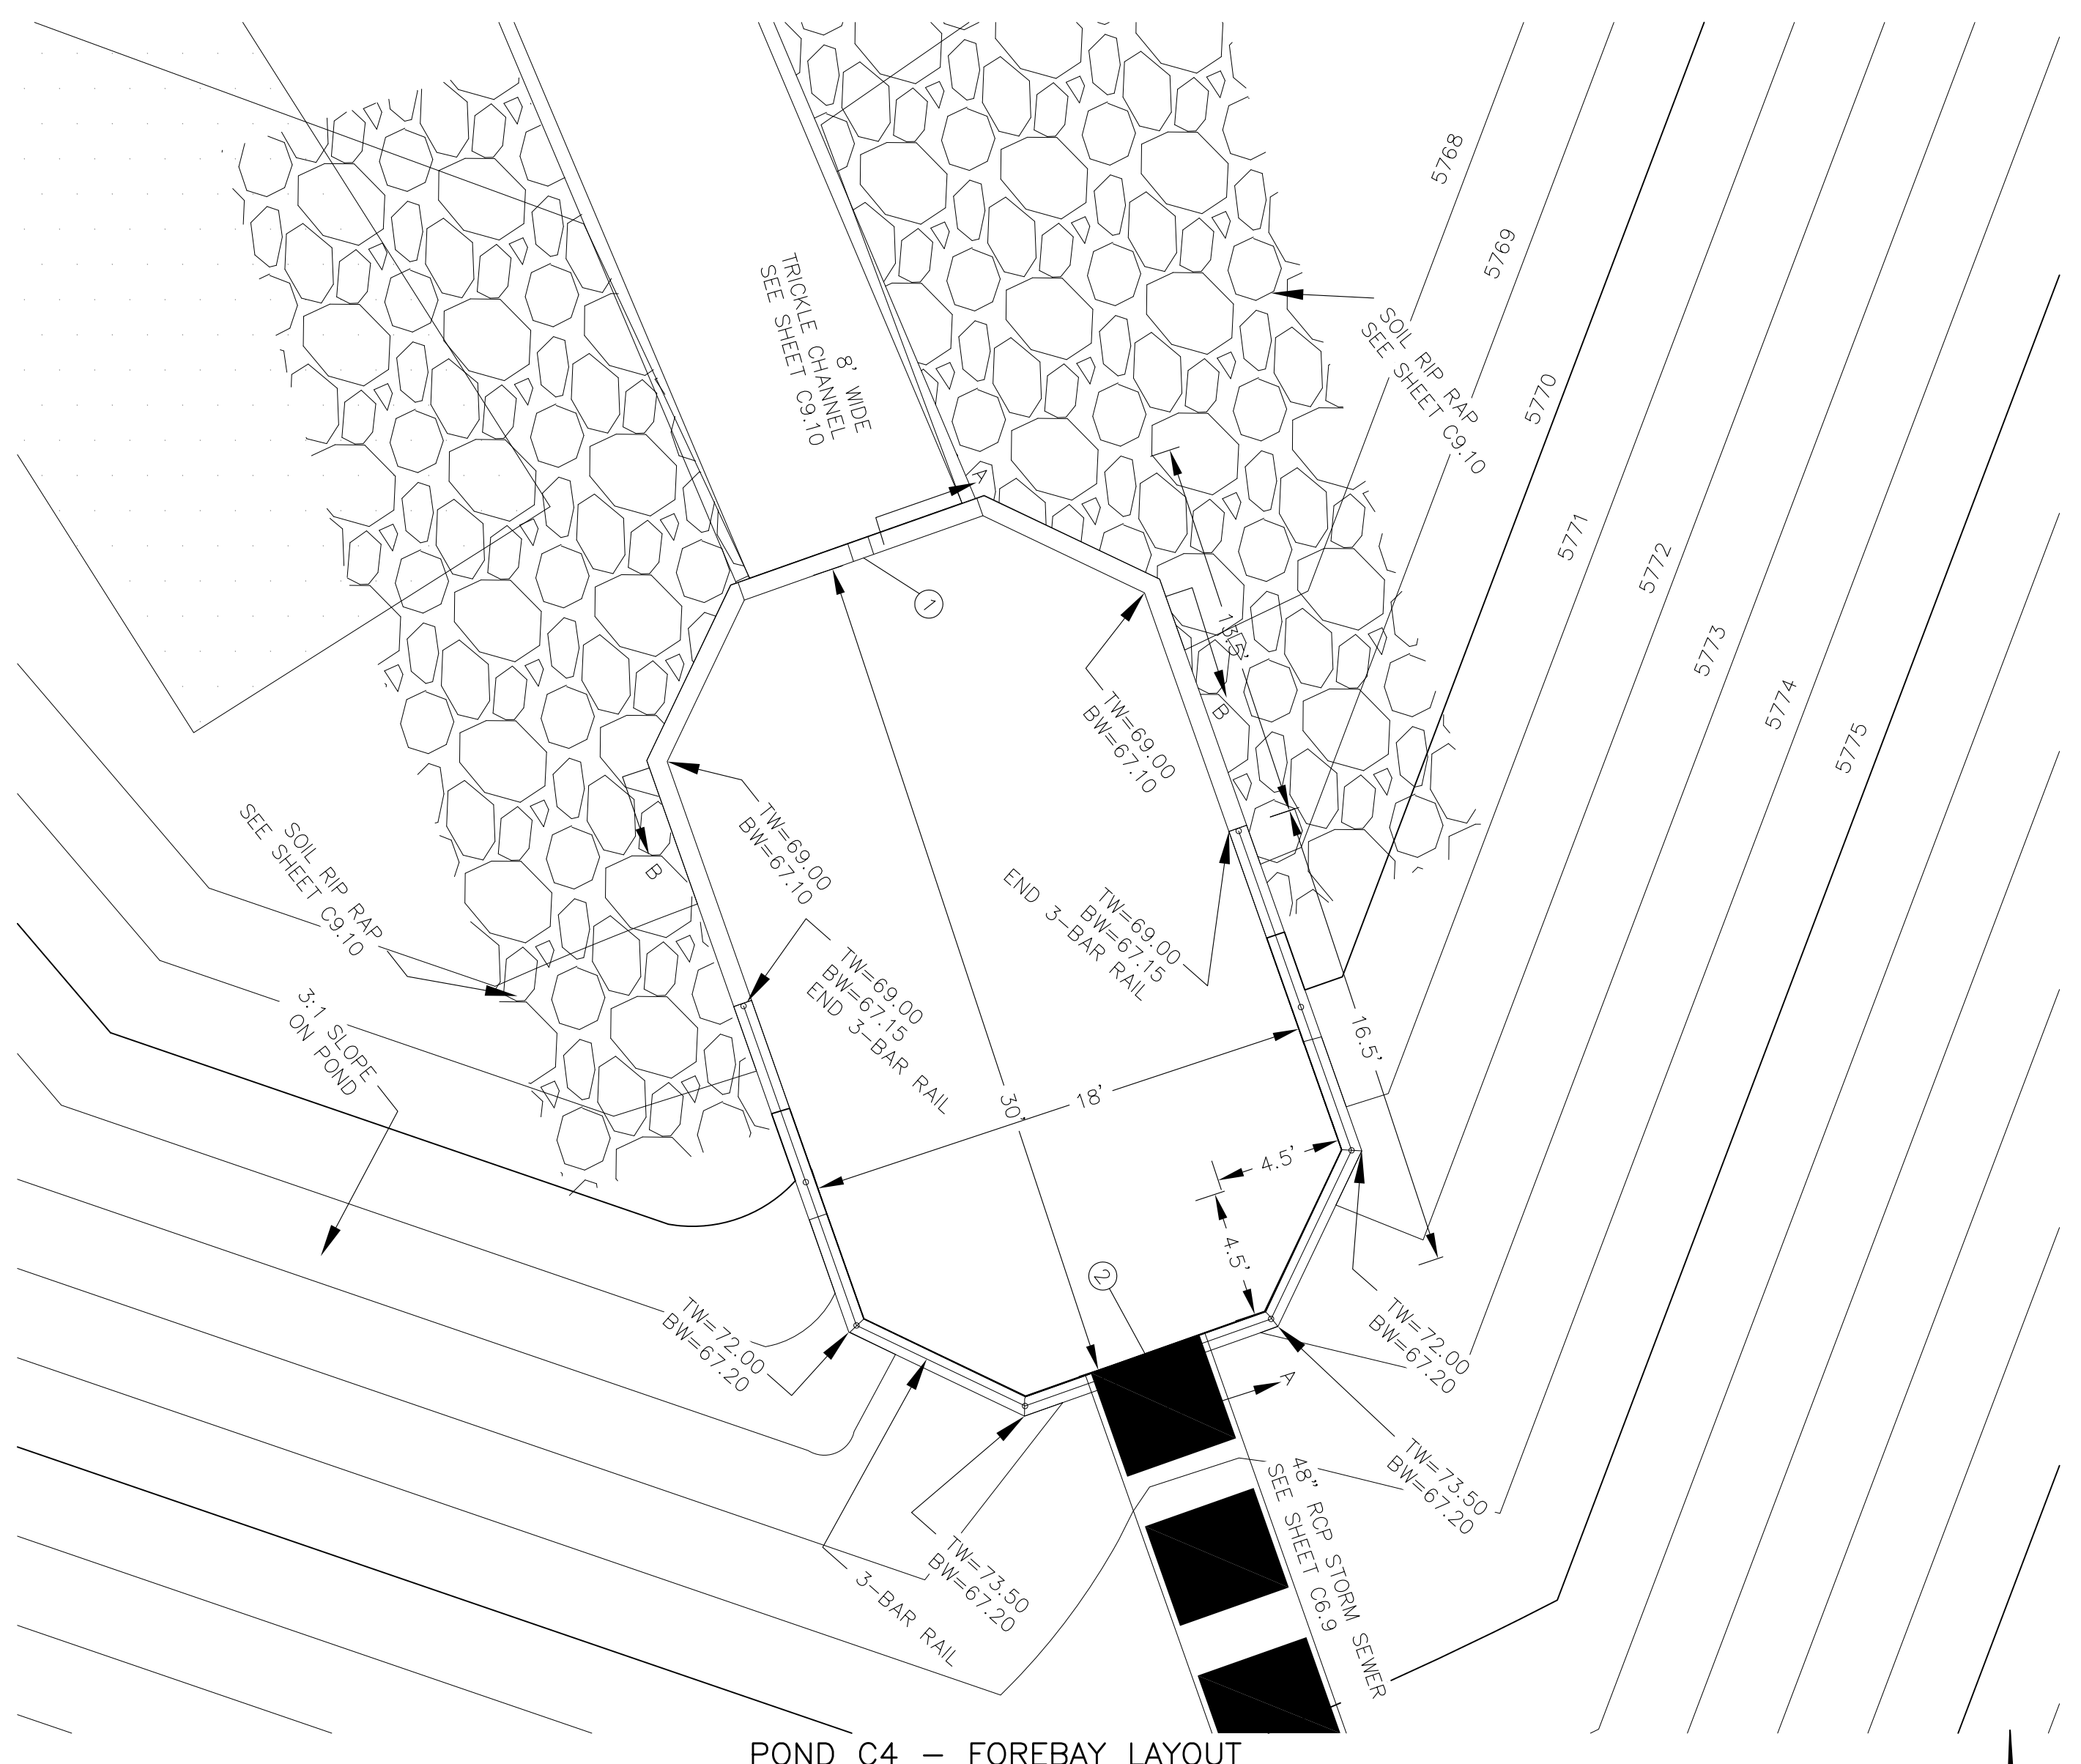 5768
5769
5770
5771
5772
5773
5774
5775
8' WIDE
TRICKLE CHANNEL
SEE SHEET C9.10
SOIL RIP RAP
SEE SHEET C9.10
A
1
13.5'
B
TW=69.00
BW=67.10
TW=69.00
BW=67.10
B
SOIL RIP RAP
SEE SHEET C9.10
TW=69.00
BW=67.15
END 3-BAR RAIL
TW=69.00
BW=67.15
END 3-BAR RAIL
3:1 SLOPE
ON POND
16.5'
30'
18'
4.5'
4.5'
2
TW=72.00
BW=67.20
TW=72.00
BW=67.20
A
TW=73.50
BW=67.20
48" RCP STORM SEWER
SEE SHEET C6.9
TW=73.50
BW=67.20
3-BAR RAIL
POND C4 - FOREBAY LAYOUT